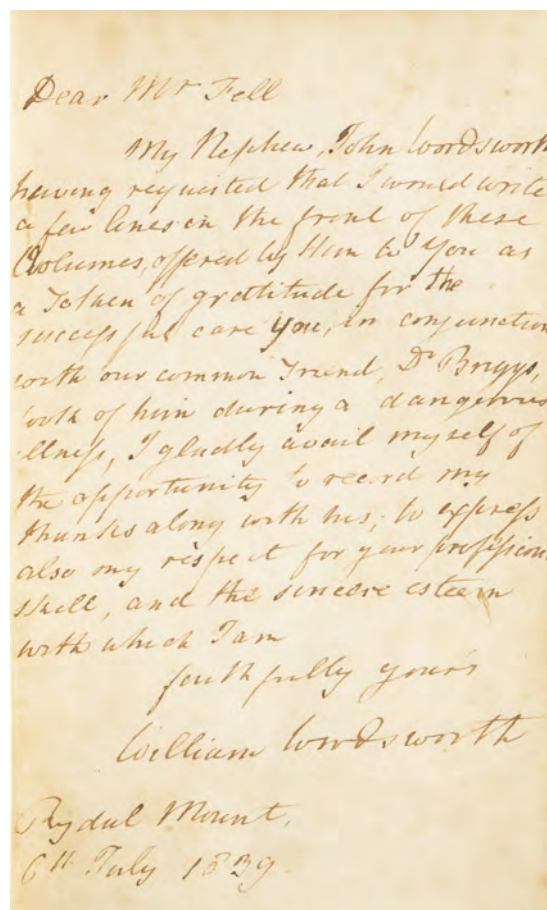 Dear Mr Fell
My Nephew, John Wordsworth
having requested that I would write
a few lines in the front of these
Volumes, offered by Him to You as
a Token of gratitude for the
successful care you, in conjunction
with our common Friend, Dr Briggs,
took of him during a dangerous
illness, I gladly avail myself of
the opportunity to record my
thanks along with his; to express
also my respect for your professional
skill, and the sincere esteem
with which I am
faithfully yours
William Wordsworth
Rydal Mount.
6th July 1839.